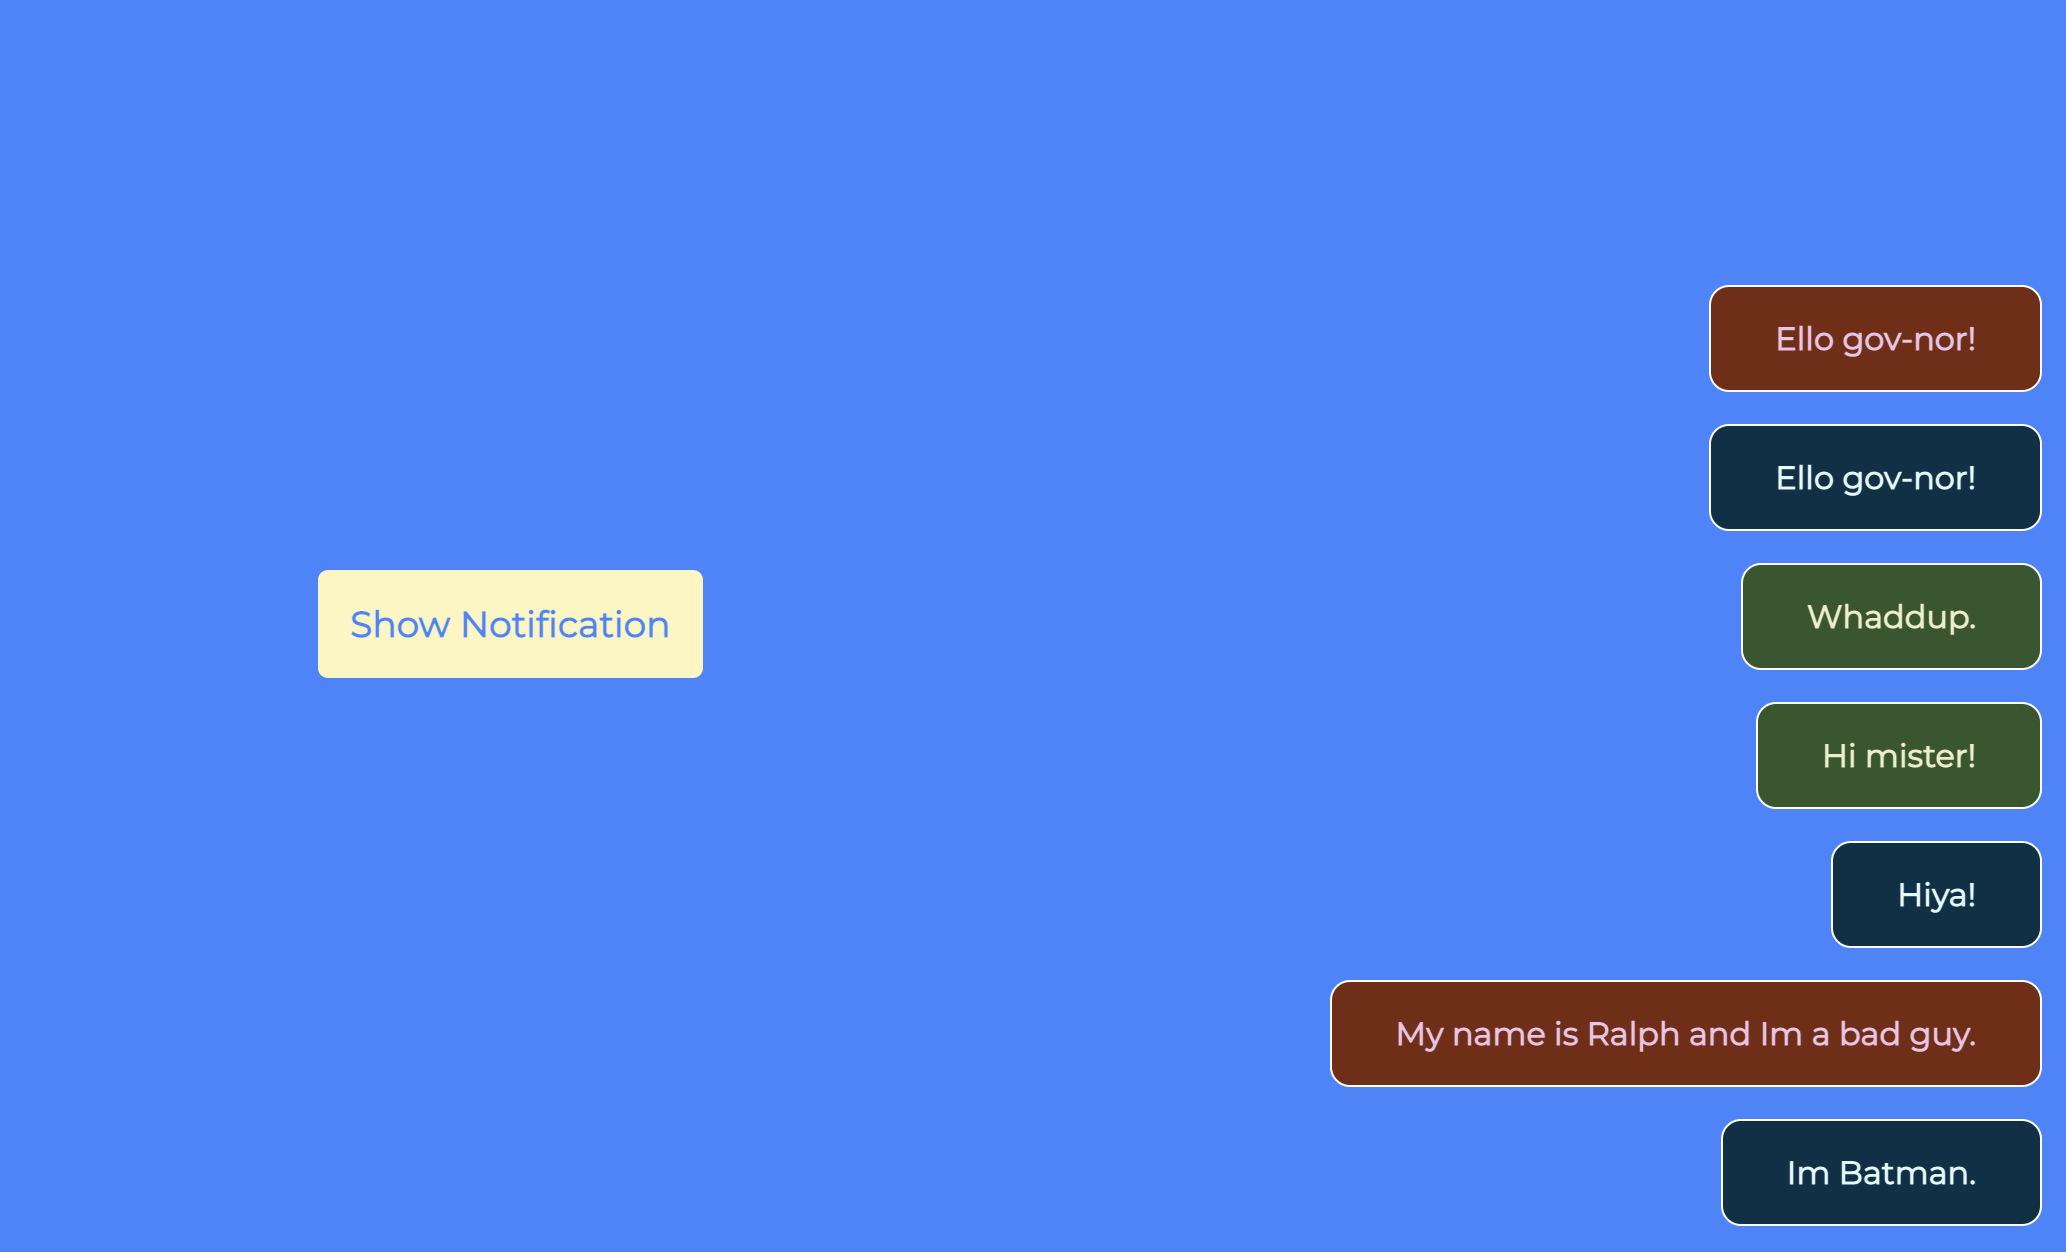 Ello gov-nor!
Ello gov-nor!
Show Notification
Whaddup.
Hi mister!
Hiya!
My name is Ralph and Im a bad guy.
Im Batman.